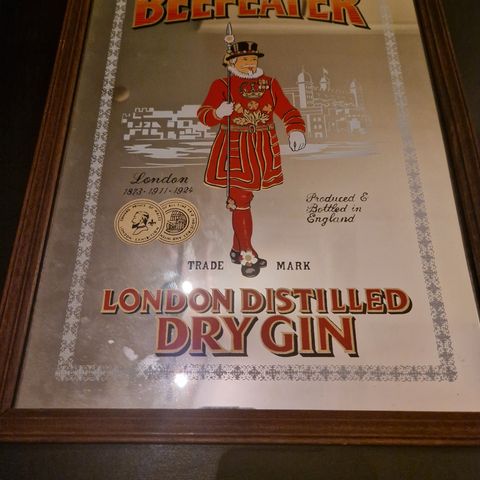 BEEFEATER
London
1873 · 1911 · 1924
Produced &
Bottled in
England
TRADE MARK
LONDON DISTILLED
DRY GIN